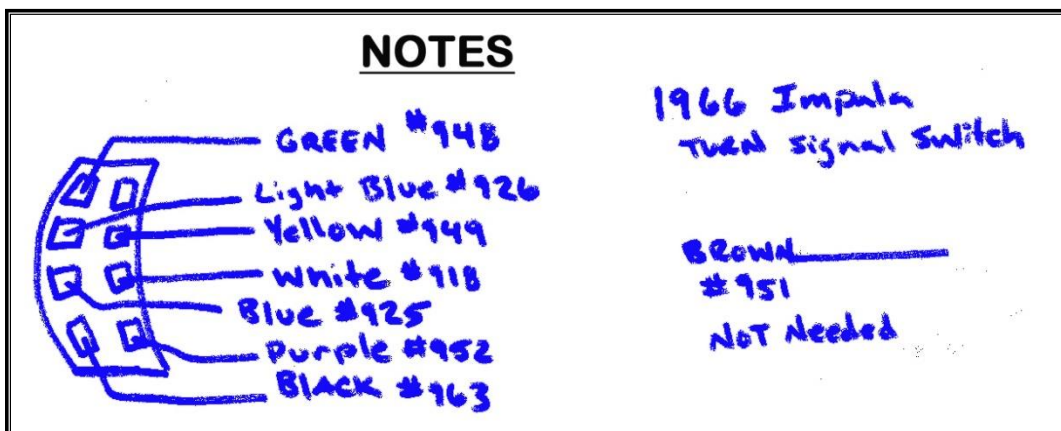 NOTES
GREEN #948
Light Blue #926
Yellow #949
White #918
Blue #925
Purple #952
BLACK #963
1966 Impala
TURN Signal Switch
BROWN
#951
NOT Needed